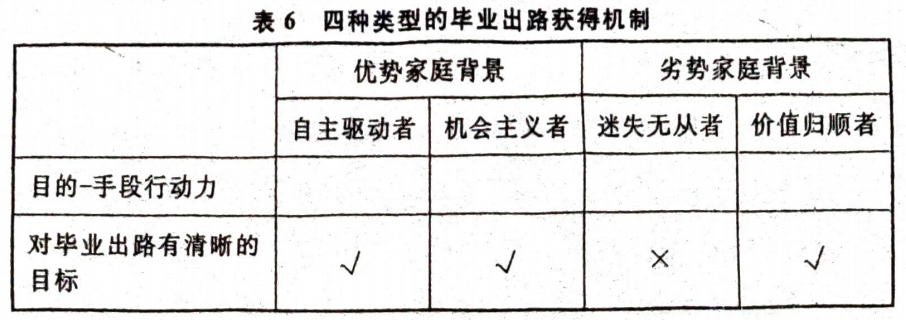 表 6 四种类型的毕业出路获得机制
优势家庭背景 劣势家庭背景
自主驱动者 机会主义者 迷失无从者 价值归顺者
目的-手段行动力
对毕业出路有清晰的
目标 √ √ × √